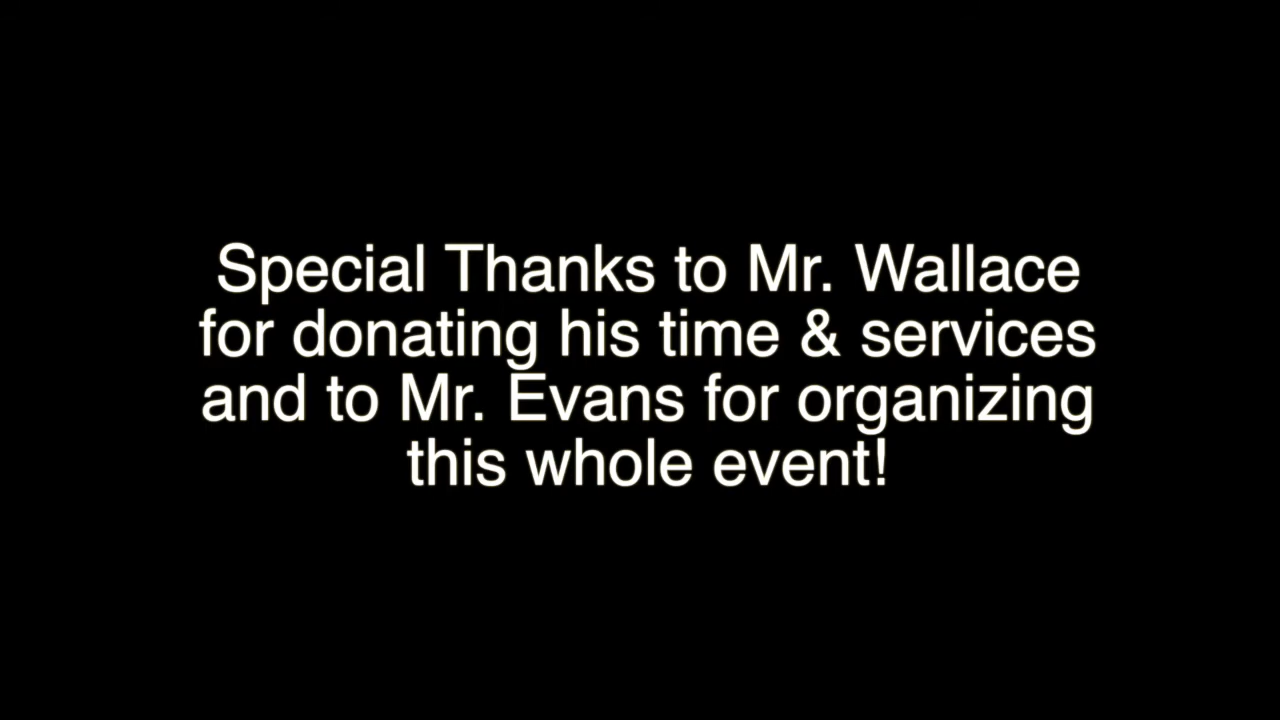 Special Thanks to Mr. Wallace
for donating his time & services
and to Mr. Evans for organizing
this whole event!